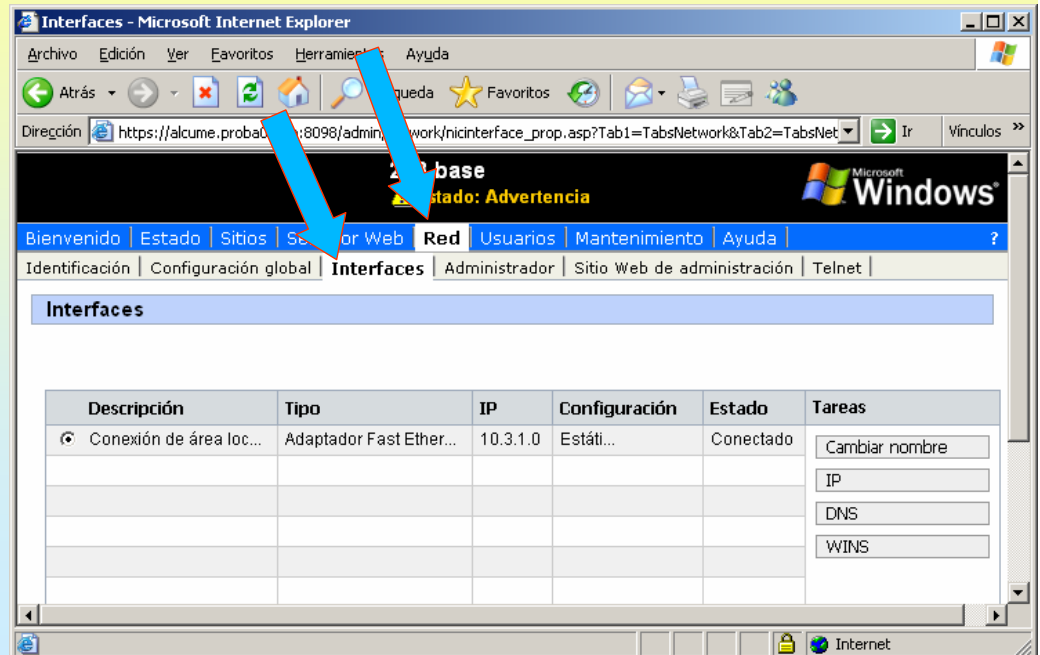 Interfaces - Microsoft Internet Explorer
Archivo Edición Ver Favoritos Herramientas Ayuda
Atrás Favoritos
Dirección https://alcume.proba
:8098/admin
work/nicinterface_prop.asp?Tab1=TabsNetwork&Tab2=TabsNet Ir Vínculos »
base
Estado: Advertencia
Microsoft
Windows
Bienvenido | Estado | Sitios | Servidor Web | Red | Usuarios | Mantenimiento | Ayuda | ?
Identificación | Configuración global | Interfaces | Administrador | Sitio Web de administración | Telnet |
Interfaces
Descripción Tipo IP Configuración Estado Tareas
Conexión de área loc... Adaptador Fast Ether... 10.3.1.0 Estáti... Conectado
Cambiar nombre
IP
DNS
WINS
Internet